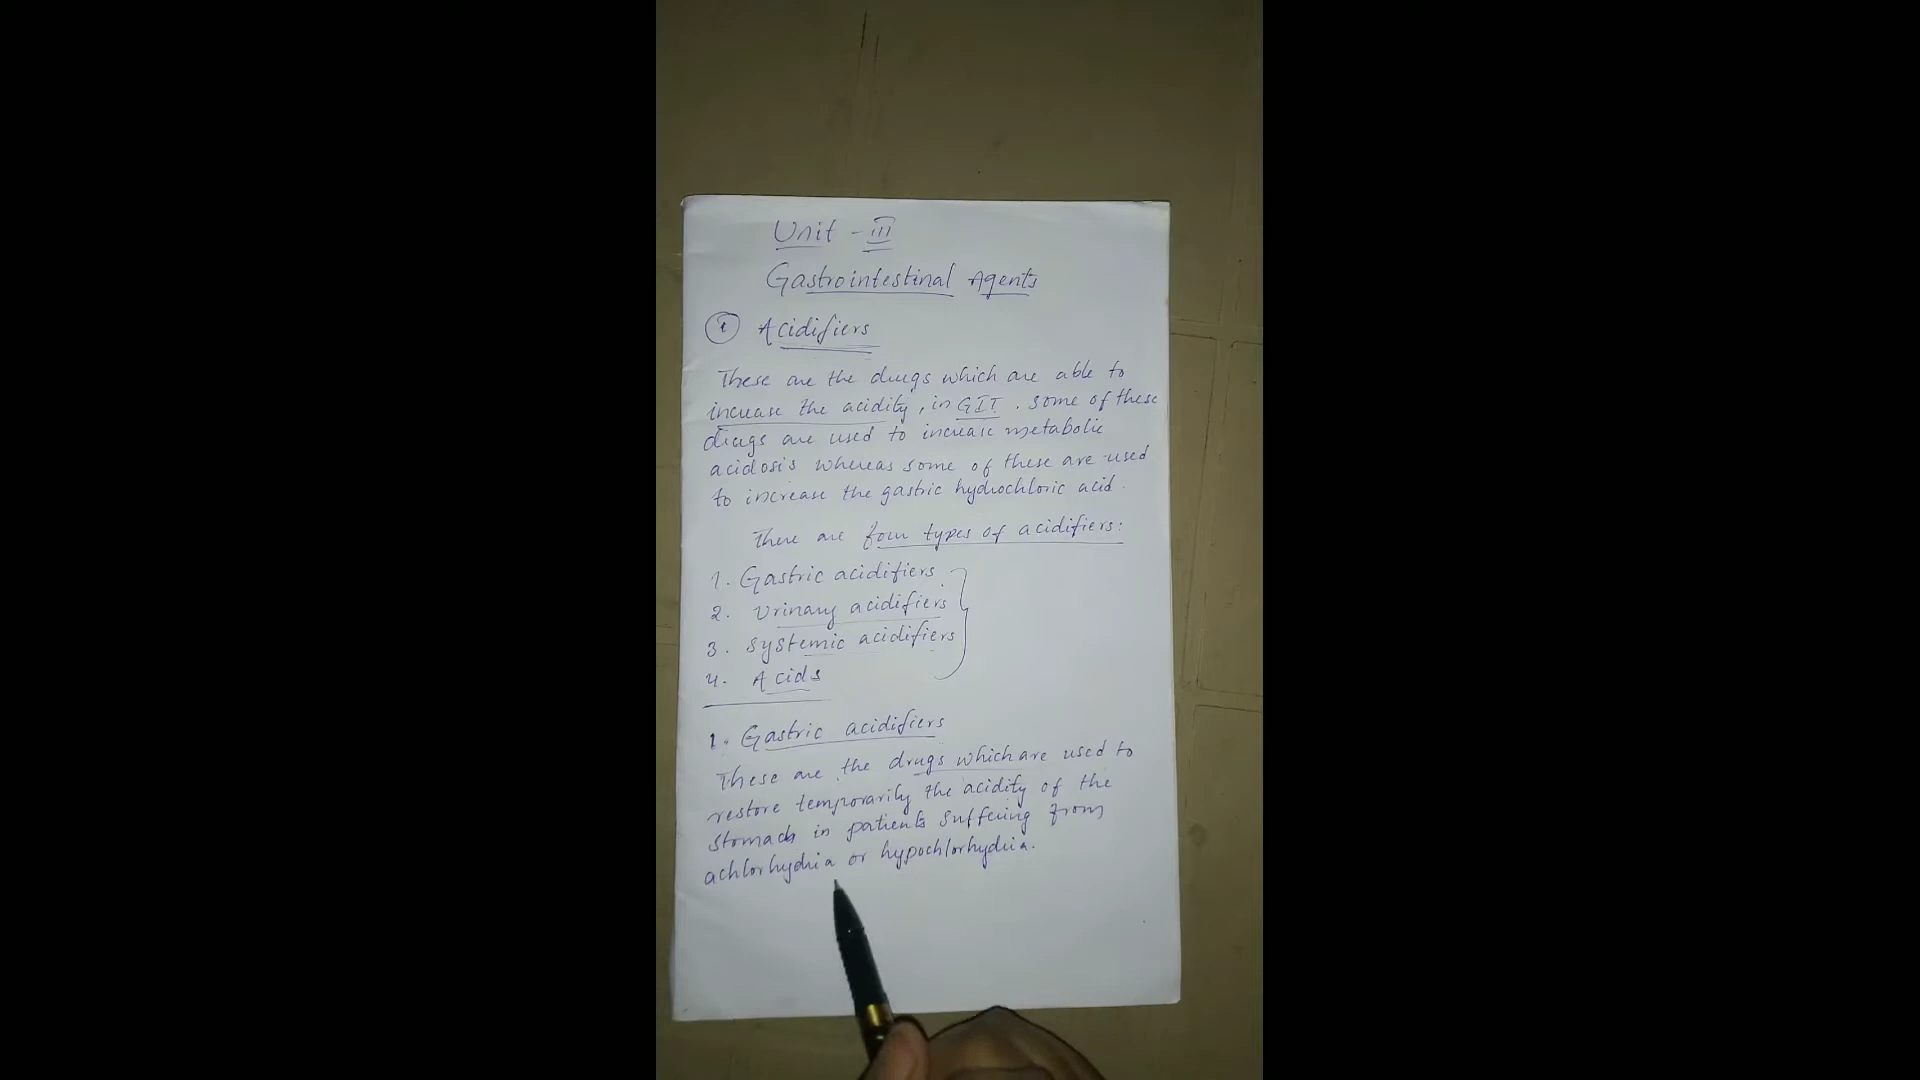 Unit - III
Gastrointestinal Agents
1 Acidifiers
These are the drugs which are able to
increase the acidity, in GIT. Some of these
drugs are used to increase metabolic
acidosis whereas some of these are used
to increase the gastric hydrochloric acid.
There are four types of acidifiers:
1. Gastric acidifiers
2. Urinary acidifiers
3. Systemic acidifiers
4. Acids
1. Gastric acidifiers
These are the drugs which are used to
restore temporarily the acidity of the
stomach in patients suffering from
achlorhydria or hypochlorhydria.